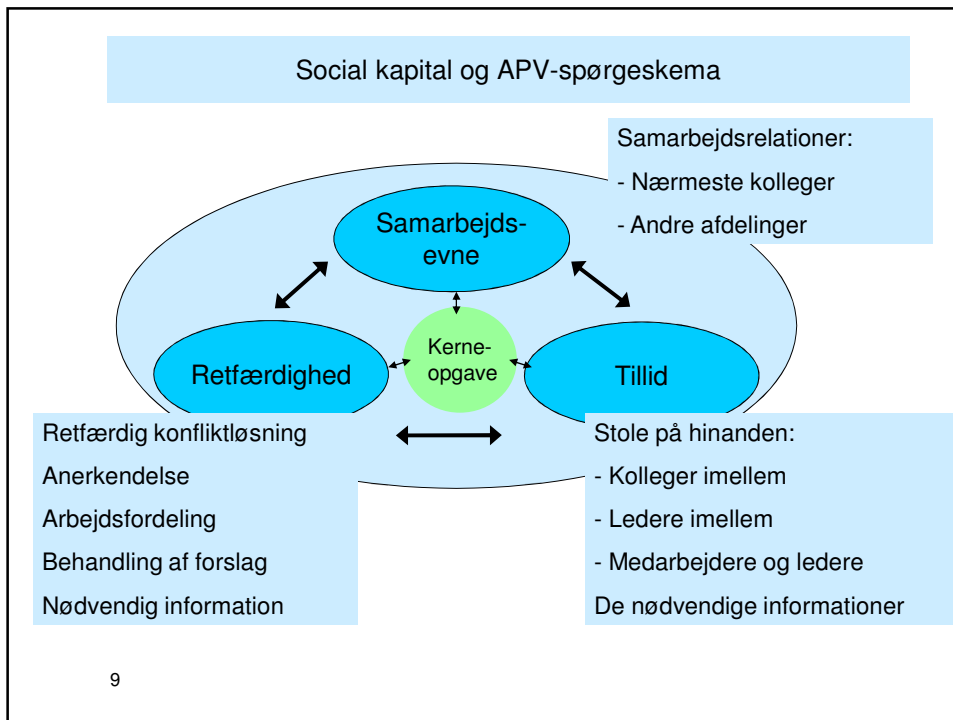 Social kapital og APV-spørgeskema
Samarbejdsrelationer:
- Nærmeste kolleger
- Andre afdelinger
Samarbejds-
evne
Retfærdighed
Kerne-
opgave
Tillid
Retfærdig konfliktløsning
Anerkendelse
Arbejdsfordeling
Behandling af forslag
Nødvendig information
Stole på hinanden:
- Kolleger imellem
- Ledere imellem
- Medarbejdere og ledere
De nødvendige informationer
9